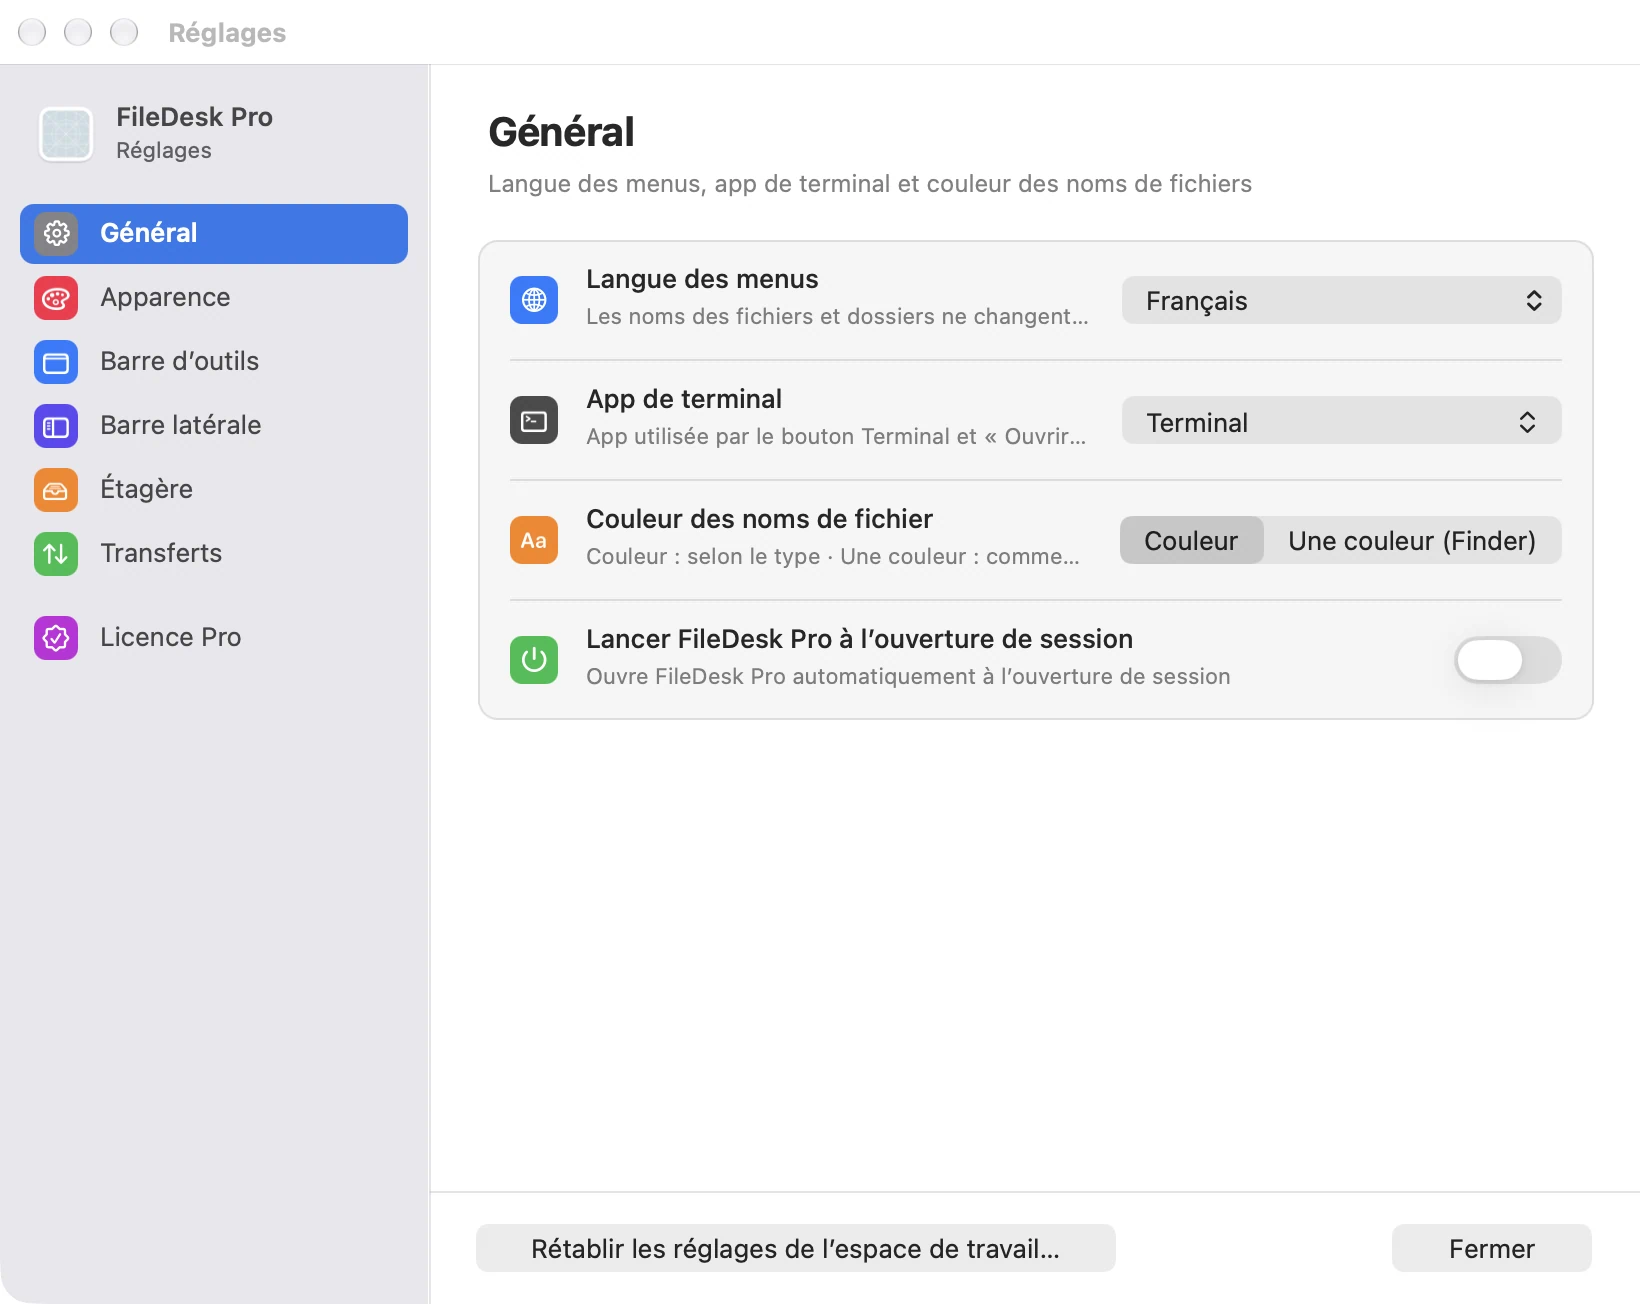 Réglages
FileDesk Pro
Réglages
Général
Apparence
Barre d’outils
Barre latérale
Étagère
Transferts
Licence Pro
Général
Langue des menus, app de terminal et couleur des noms de fichiers
Langue des menus
Les noms des fichiers et dossiers ne changent...
Français
App de terminal
App utilisée par le bouton Terminal et « Ouvrir...
Terminal
Aa
Couleur des noms de fichier
Couleur : selon le type · Une couleur : comme...
Couleur
Une couleur (Finder)
Lancer FileDesk Pro à l’ouverture de session
Ouvre FileDesk Pro automatiquement à l’ouverture de session
Rétablir les réglages de l’espace de travail...
Fermer